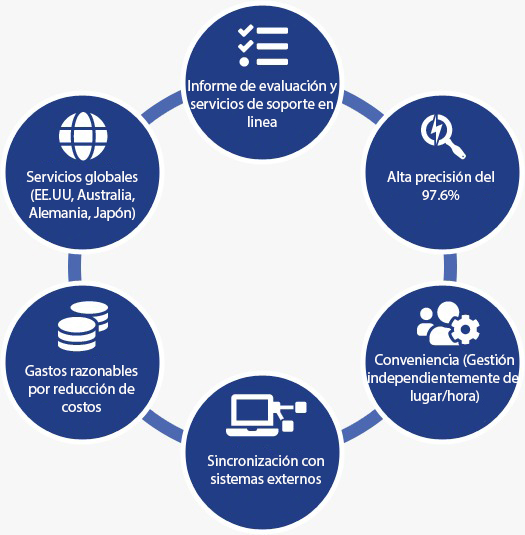 Informe de evaluación y
servicios de soporte en
linea
Alta precisión del
97.6%
Conveniencia (Gestión
independientemente de
lugar/hora)
Sincronización con
sistemas externos
Gastos razonables
por reducción de
costos
Servicios globales
(EE.UU, Australia,
Alemania, Japón)